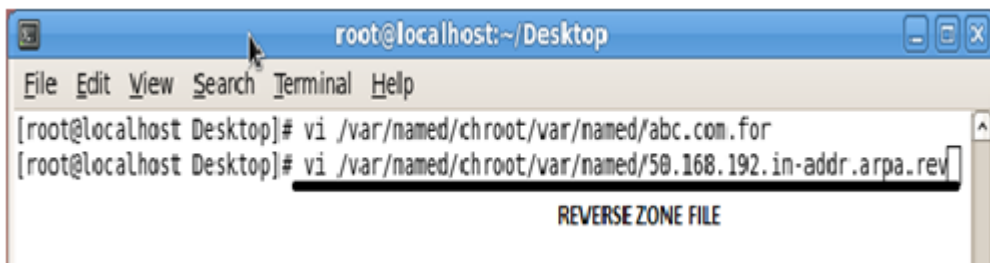 root@localhost:~/Desktop
File Edit View Search Terminal Help
[root@localhost Desktop]# vi /var/named/chroot/var/named/abc.com.for
[root@localhost Desktop]# vi /var/named/chroot/var/named/50.168.192.in-addr.arpa.rev
REVERSE ZONE FILE